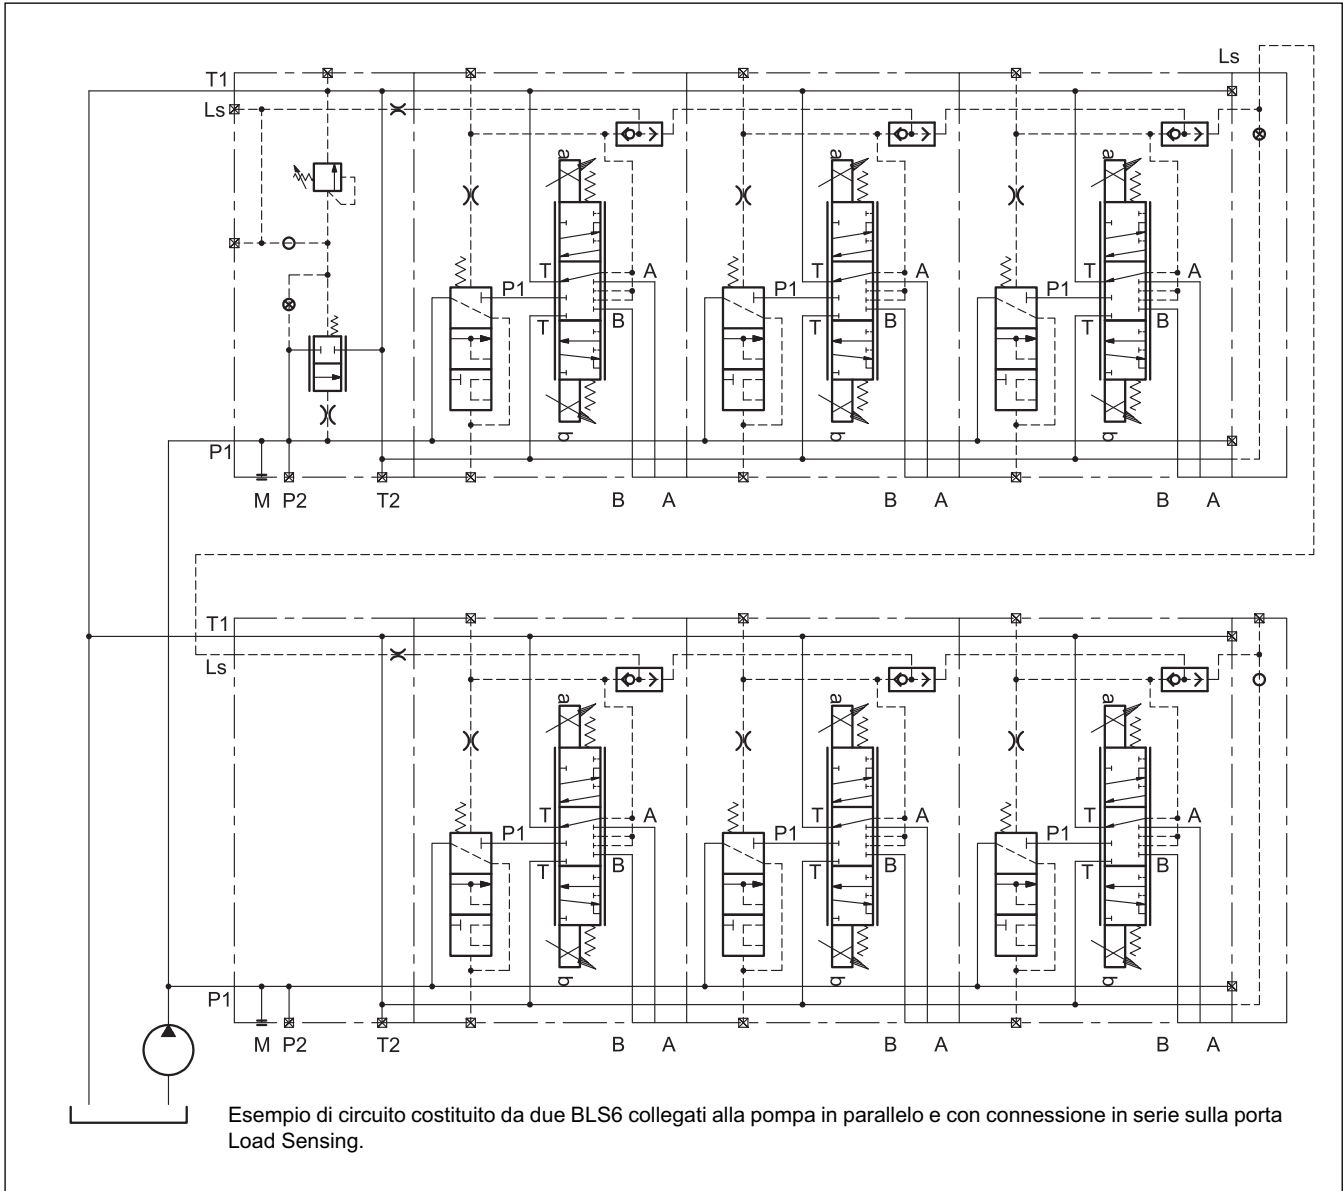 Ls
T1
Ls
a a a
T A T A T A
P1 P1 P1
T B T B T B
b b b
P1
M P2 T2 B A B A B A
T1
Ls
a a a
T A T A T A
P1 P1 P1
T B T B T B
b b b
P1
M P2 T2 B A B A B A
Esempio di circuito costituito da due BLS6 collegati alla pompa in parallelo e con connessione in serie sulla porta
Load Sensing.